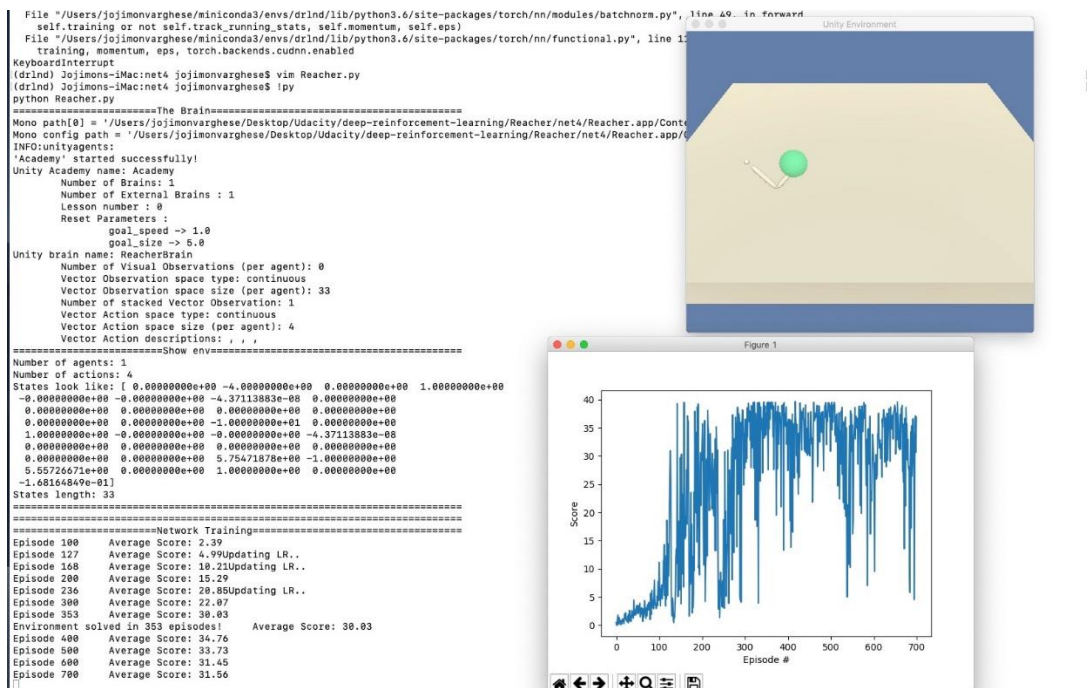 File "/Users/jojimonvarghese/miniconda3/envs/drlnd/lib/python3.6/site-packages/torch/nn/modules/batchnorm.py", line 49, in forward
self.training or not self.track_running_stats, self.momentum, self.eps)
File "/Users/jojimonvarghese/miniconda3/envs/drlnd/lib/python3.6/site-packages/torch/nn/functional.py", line
training, momentum, eps, torch.backends.cudnn.enabled
KeyboardInterrupt
(drlnd) Jojimons-iMac:net4 jojimonvarghese$ vim Reacher.py
(drlnd) Jojimons-iMac:net4 jojimonvarghese$ !py
python Reacher.py
========================The Brain==========================================
Mono path[0] = '/Users/jojimonvarghese/Desktop/Udacity/deep-reinforcement-learning/Reacher/net4/Reacher.app/Conte
Mono config path = '/Users/jojimonvarghese/Desktop/Udacity/deep-reinforcement-learning/Reacher/net4/Reacher.app/
INFO:unityagents:
'Academy' started successfully!
Unity Academy name: Academy
Number of Brains: 1
Number of External Brains : 1
Lesson number : 0
Reset Parameters :
goal_speed -> 1.0
goal_size -> 5.0
Unity brain name: ReacherBrain
Number of Visual Observations (per agent): 0
Vector Observation space type: continuous
Vector Observation space size (per agent): 33
Number of stacked Vector Observation: 1
Vector Action space type: continuous
Vector Action space size (per agent): 4
Vector Action descriptions: , , ,
=========================Show env==========================================
Number of agents: 1
Number of actions: 4
States look like: [ 0.00000000e+00 -4.00000000e+00  0.00000000e+00  1.00000000e+00
-0.00000000e+00 -0.00000000e+00 -4.37113883e-08  0.00000000e+00
0.00000000e+00  0.00000000e+00  0.00000000e+00  0.00000000e+00
0.00000000e+00  0.00000000e+00 -1.00000000e+01  0.00000000e+00
1.00000000e+00 -0.00000000e+00 -0.00000000e+00 -4.37113883e-08
0.00000000e+00  0.00000000e+00  0.00000000e+00  0.00000000e+00
0.00000000e+00  0.00000000e+00  5.75471878e+00 -1.00000000e+00
5.55726671e+00  0.00000000e+00  1.00000000e+00  0.00000000e+00
-1.68164849e-01]
States length: 33
===========================================================================
===========================================================================
========================Network Training===================================
Episode 100 Average Score: 2.39
Episode 127 Average Score: 4.99Updating LR..
Episode 168 Average Score: 10.21Updating LR..
Episode 200 Average Score: 15.29
Episode 236 Average Score: 20.85Updating LR..
Episode 300 Average Score: 22.07
Episode 353 Average Score: 30.03
Environment solved in 353 episodes! Average Score: 30.03
Episode 400 Average Score: 34.76
Episode 500 Average Score: 33.73
Episode 600 Average Score: 31.45
Episode 700 Average Score: 31.56
Unity Environment
Figure 1
Score
40
35
30
25
20
15
10
5
0
0 100 200 300 400 500 600 700
Episode #